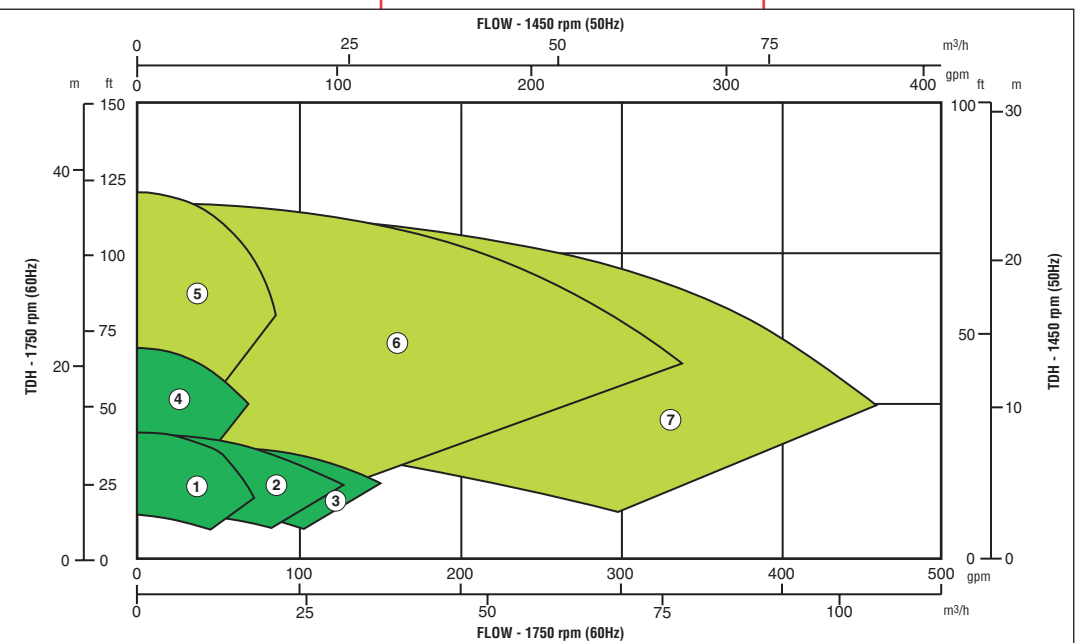 FLOW - 1450 rpm (50Hz)
0 25 50 75 m³/h
0 100 200 300 400 gpm
m ft ft m
150 100 30
40 125
5
100 20
TDH - 1750 rpm (60Hz)
TDH - 1450 rpm (50Hz)
75 6 50
20
4
50 7 10
25 1 2 3
0 0 0 0
0 100 200 300 400 500 gpm
0 25 50 75 100 m³/h
FLOW - 1750 rpm (60Hz)